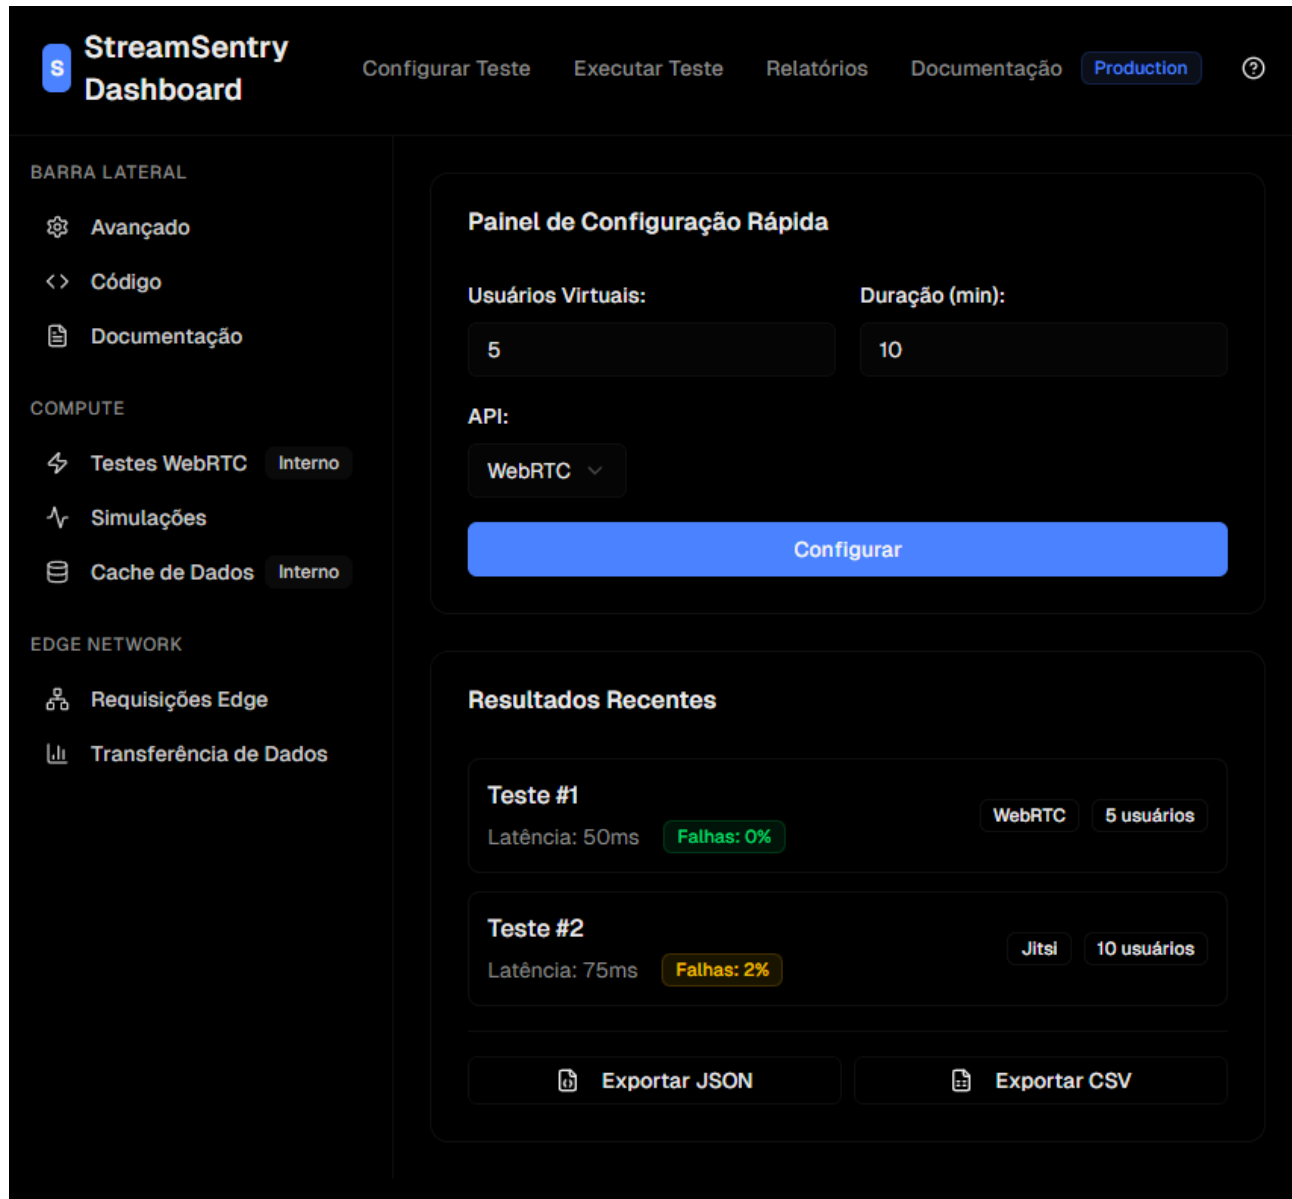 S
StreamSentry
Dashboard
Configurar Teste
Executar Teste
Relatórios
Documentação
Production
BARRA LATERAL
Avançado
Código
Documentação
COMPUTE
Testes WebRTC Interno
Simulações
Cache de Dados Interno
EDGE NETWORK
Requisições Edge
Transferência de Dados
Painel de Configuração Rápida
Usuários Virtuais:
5
Duração (min):
10
API:
WebRTC
Configurar
Resultados Recentes
Teste #1
Latência: 50ms Falhas: 0%
WebRTC 5 usuários
Teste #2
Latência: 75ms Falhas: 2%
Jitsi 10 usuários
Exportar JSON
Exportar CSV